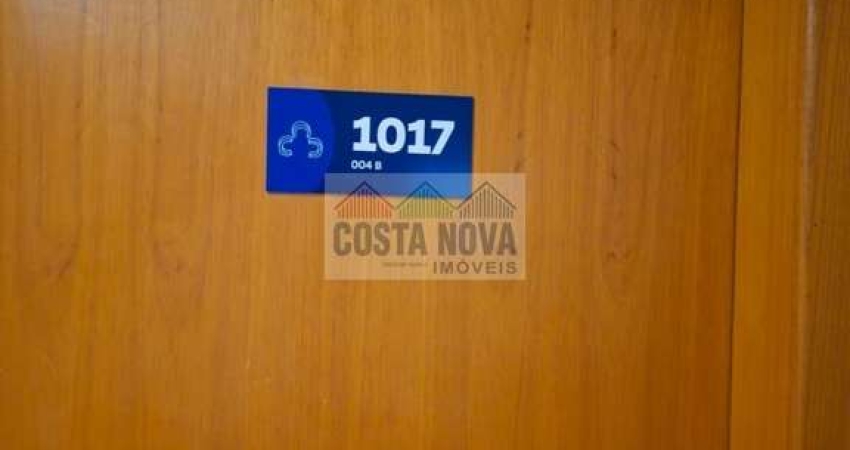 1017
004 B
COSTA NOVA
IMÓVEIS